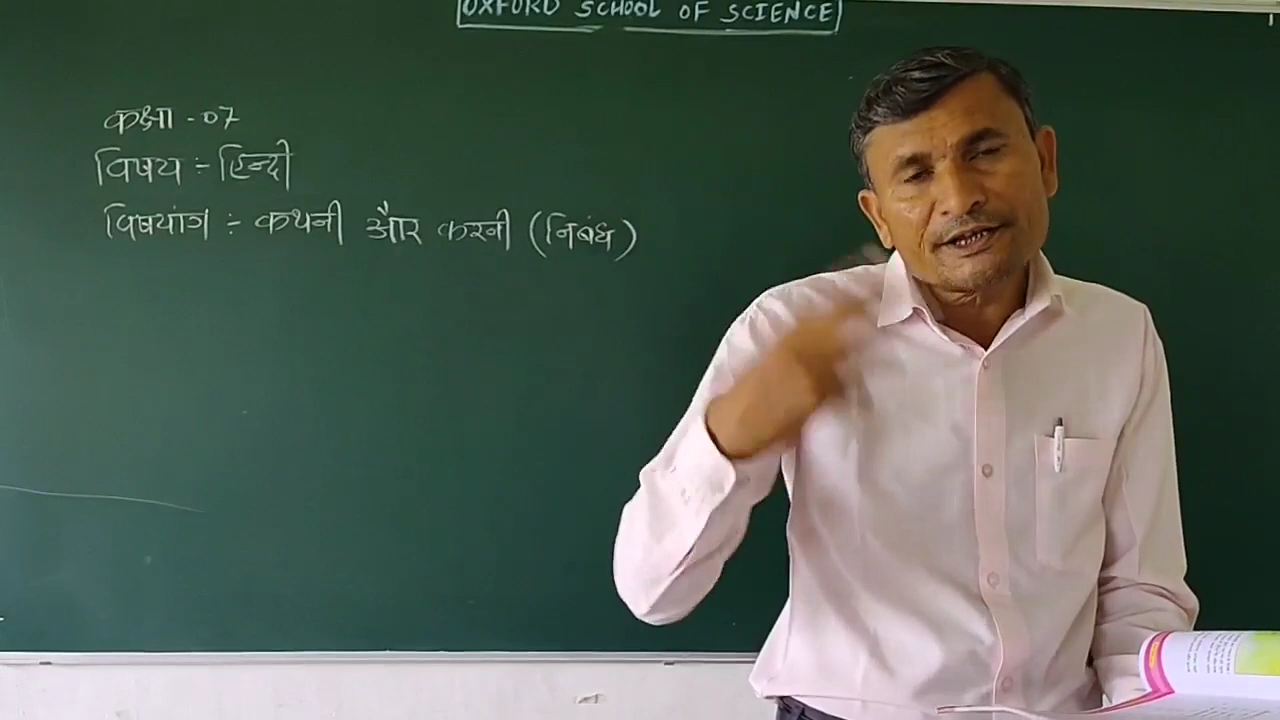 OXFORD SCHOOL OF SCIENCE
कक्षा - 07
विषय ÷ हिन्दी
विषयांग ÷ कथनी और करनी (निबंध)